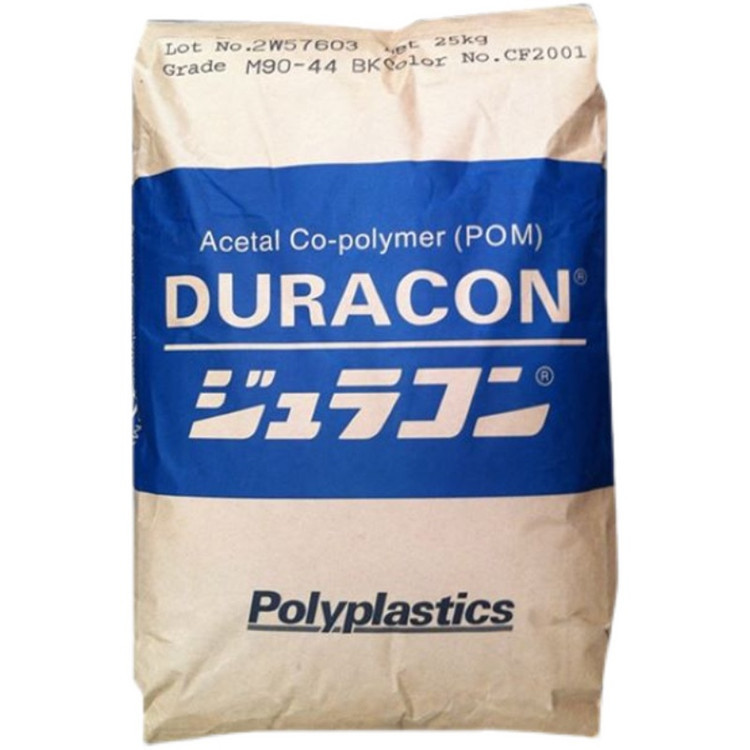 Lot No.2W57603 25kg
Grade M90-44 BK Color No.CF2001
Acetal Co-polymer (POM)
DURACON®
ジュラコン®
Polyplastics